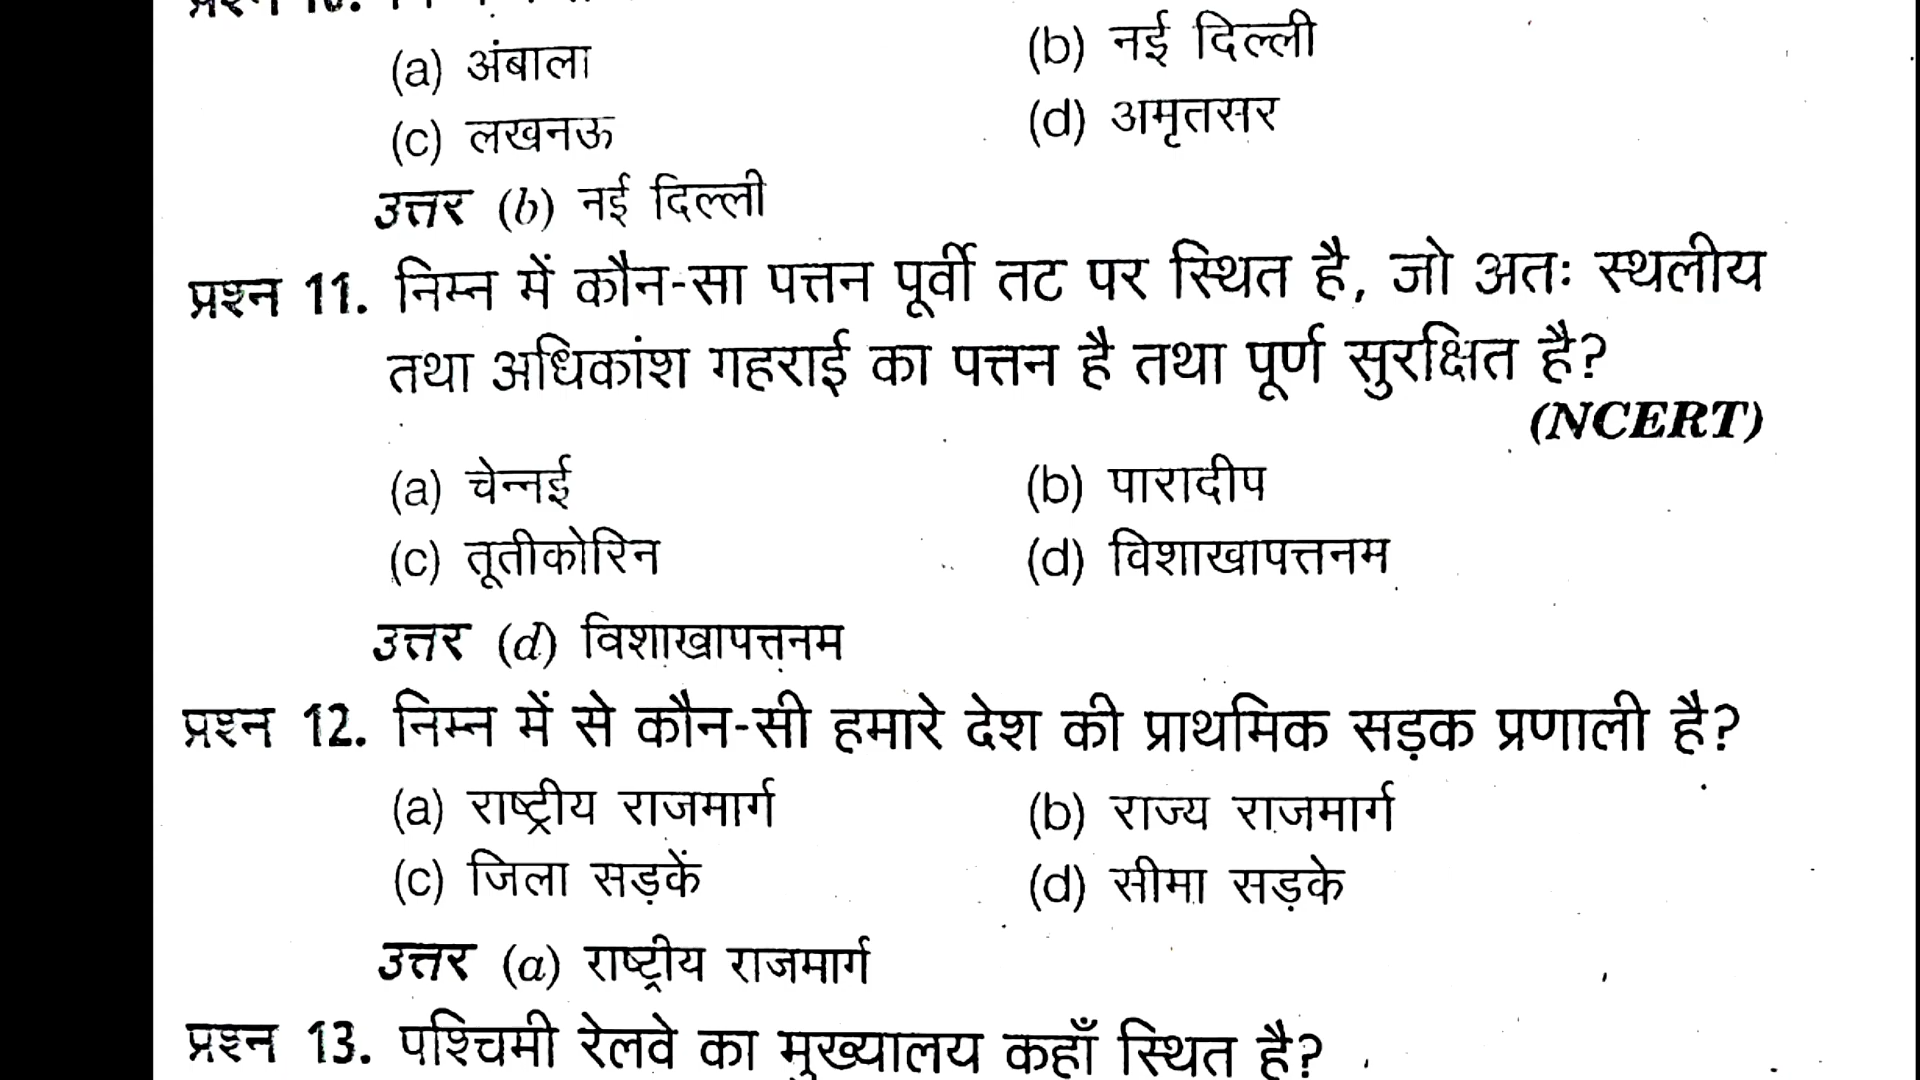 (a) अंबाला (b) नई दिल्ली
(c) लखनऊ (d) अमृतसर
उत्तर (b) नई दिल्ली
प्रश्न 11. निम्न में कौन-सा पत्तन पूर्वी तट पर स्थित है, जो अतः स्थलीय
तथा अधिकांश गहराई का पत्तन है तथा पूर्ण सुरक्षित है?
(NCERT)
(a) चेन्नई (b) पारादीप
(c) तूतीकोरिन (d) विशाखापत्तनम
उत्तर (d) विशाखापत्तनम
प्रश्न 12. निम्न में से कौन-सी हमारे देश की प्राथमिक सड़क प्रणाली है?
(a) राष्ट्रीय राजमार्ग (b) राज्य राजमार्ग
(c) जिला सड़कें (d) सीमा सड़के
उत्तर (a) राष्ट्रीय राजमार्ग
प्रश्न 13. पश्चिमी रेलवे का मुख्यालय कहाँ स्थित है?